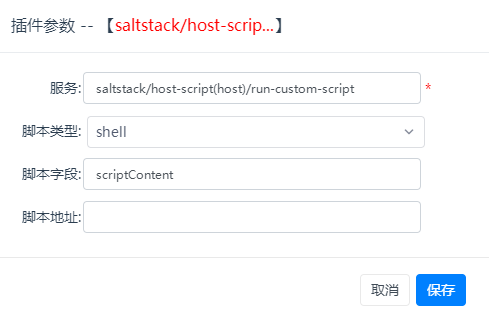 插件参数 -- 【saltstack/host-scrip...】
服务: saltstack/host-script(host)/run-custom-script *
脚本类型: shell
脚本字段: scriptContent
脚本地址:
取消 保存